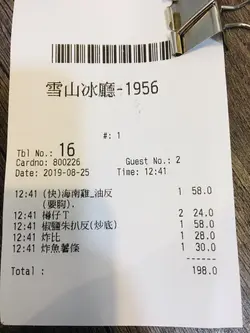 雪山冰廳-1956
#: 1
Tbl No.: 16
Cardno: 800226 Guest No.: 2
Date: 2019-08-25 Time: 12:41
12:41 (快)海南雞_油反 1 58.0
(要胸),
12:41 檸仔T 2 24.0
12:41 椒鹽朱扒反(炒底) 1 58.0
12:41 炸比 1 28.0
12:41 炸魚薯條 1 30.0
Total : 198.0